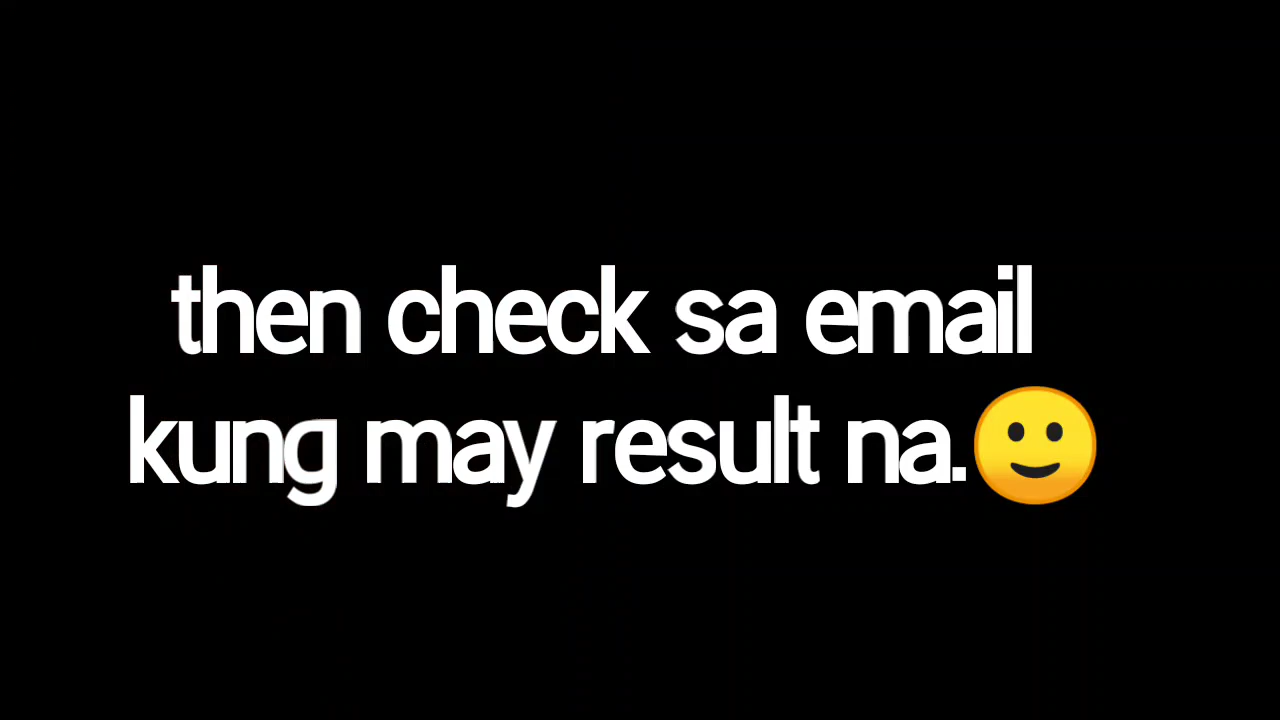 then check sa email
kung may result na.🙂